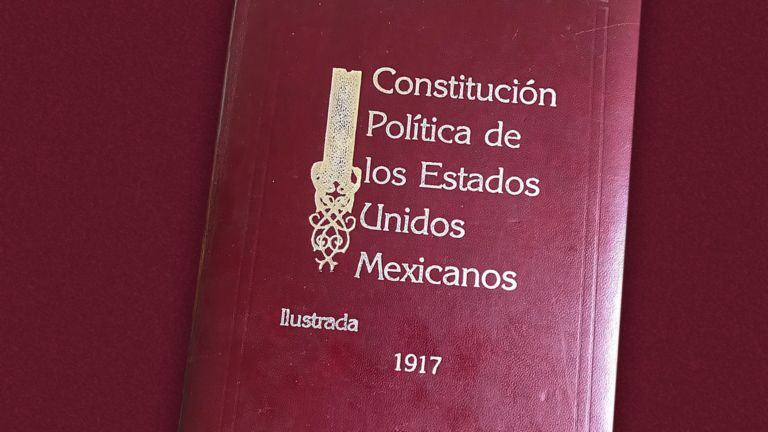 Constitución
Política de
los Estados
Unidos
Mexicanos
Ilustrada
1917